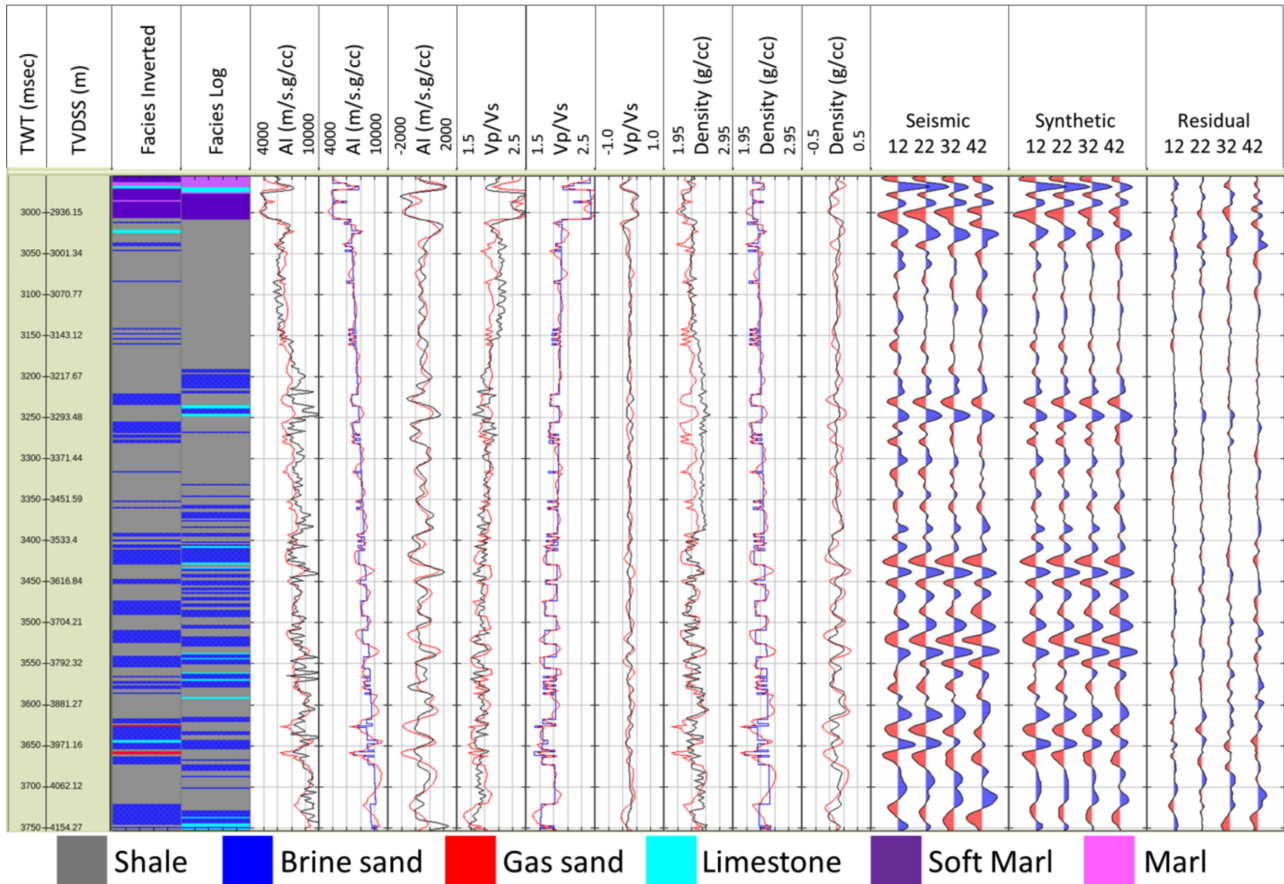 TWT (msec)
TVDSS (m)
Facies Inverted
Facies Log
4000 AI (m/s.g/cc) 10000
4000 AI (m/s.g/cc) 10000
-2000 AI (m/s.g/cc) 2000
1.5 Vp/Vs 2.5
1.5 Vp/Vs 2.5
-1.0 Vp/Vs 1.0
1.95 Density (g/cc) 2.95
1.95 Density (g/cc) 2.95
-0.5 Density (g/cc) 0.5
Seismic
12 22 32 42
Synthetic
12 22 32 42
Residual
12 22 32 42
3000 2936.15
3050 3001.34
3100 3070.77
3150 3143.12
3200 3217.67
3250 3293.48
3300 3371.44
3350 3451.59
3400 3533.4
3450 3616.84
3500 3704.21
3550 3792.32
3600 3881.27
3650 3971.16
3700 4062.12
3750 4154.27
Shale Brine sand Gas sand Limestone Soft Marl Marl